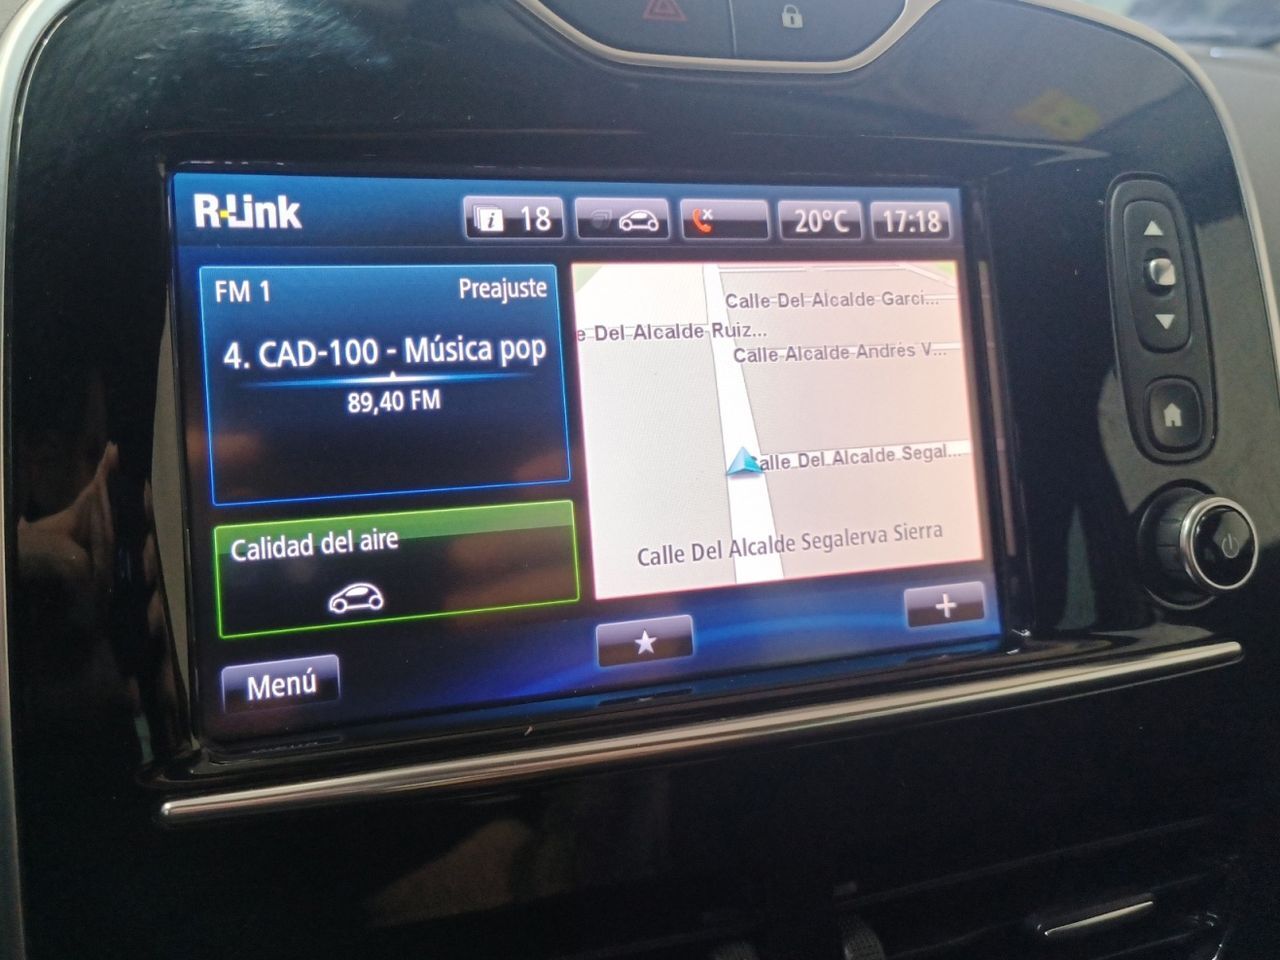 R-Link
18
20°C
17:18
FM 1
Preajuste
4. CAD-100 - Música pop
89,40 FM
Calle Del Alcalde Garci...
e Del Alcalde Ruiz...
Calle Alcalde Andrés V...
Calle Del Alcalde Segal...
Calle Del Alcalde Segalerva Sierra
Calidad del aire
Menú